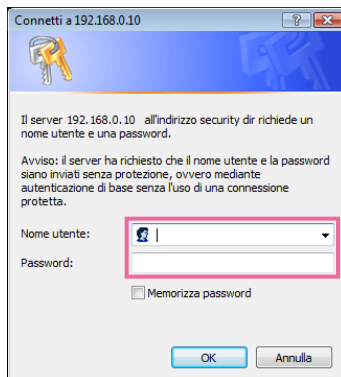 Connetti a 192.168.0.10
Il server 192.168.0.10 all'indirizzo security dir richiede un
nome utente e una password.
Avviso: il server ha richiesto che il nome utente e la password
siano inviati senza protezione, ovvero mediante
autenticazione di base senza l'uso di una connessione
protetta.
Nome utente:
Password:
Memorizza password
OK Annulla